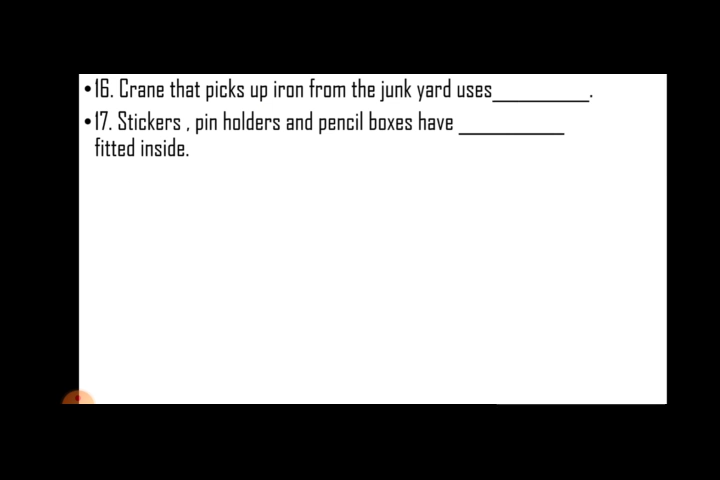 •16. Crane that picks up iron from the junk yard uses__________.
•17. Stickers , pin holders and pencil boxes have ___________
fitted inside.